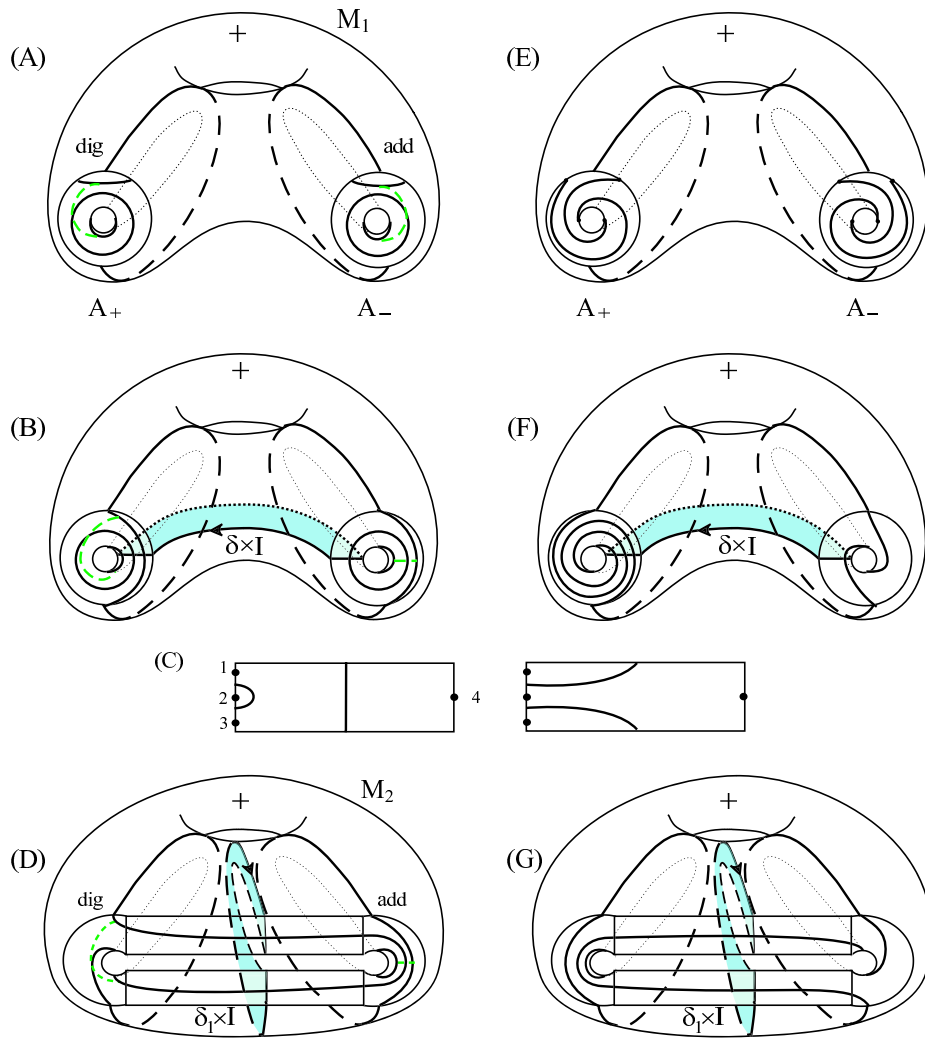 (A) + M₁ (E) +
dig add
A₊ A₋ A₊ A₋
(B) + (F) +
δ×I δ×I
(C) 1
2 4
3
(D) + M₂ (G) +
dig add
δ₁×I δ₁×I